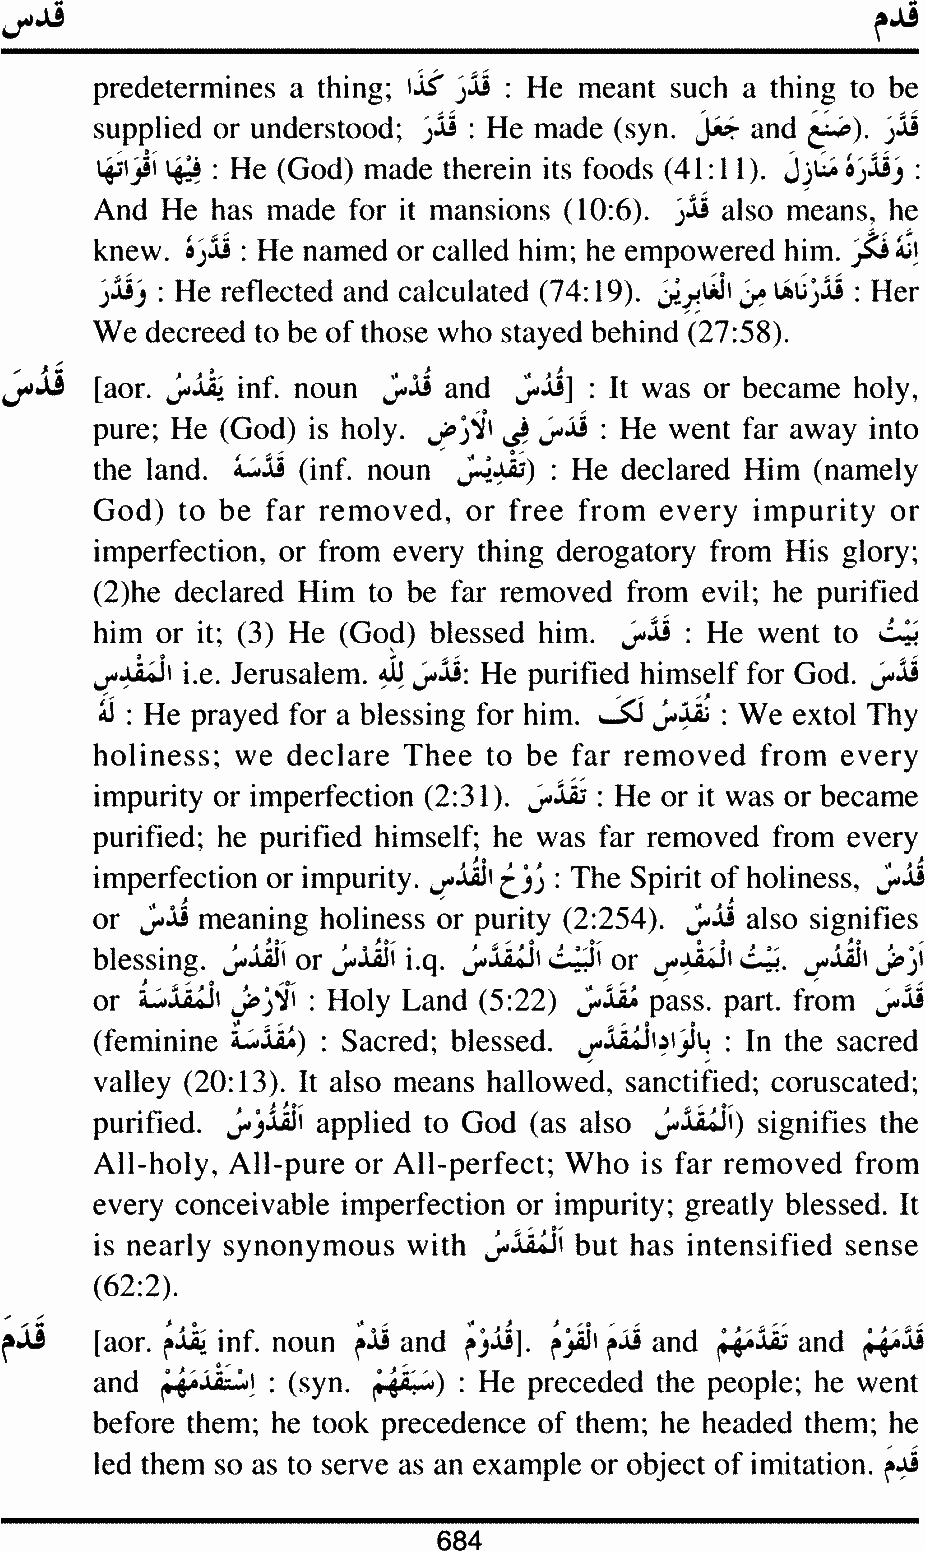 قدس قدم
predetermines a thing; قَدَّرَ كَذَا : He meant such a thing to be
supplied or understood; قَدَّرَ : He made (syn. جَعَلَ and صَنَعَ). قَدَّرَ
فِيْهَا اَقْوَاتَهَا : He (God) made therein its foods (41:11). وَقَدَّرَهُ مَنَازِلَ :
And He has made for it mansions (10:6). قَدَّرَ also means, he
knew. قَدَّرَهُ : He named or called him; he empowered him. اِنَّهُ فَكَّرَ
وَقَدَّرَ : He reflected and calculated (74:19). قَدَّرْنَاهَا مِنَ الْغَابِرِيْنَ : Her
We decreed to be of those who stayed behind (27:58).
قَدُسَ [aor. يَقْدُسُ inf. noun قُدْسٌ and قُدُسٌ] : It was or became holy,
pure; He (God) is holy. قَدَسَ فِى الْاَرْضِ : He went far away into
the land. قَدَّسَهُ (inf. noun تَقْدِيْسٌ) : He declared Him (namely
God) to be far removed, or free from every impurity or
imperfection, or from every thing derogatory from His glory;
(2)he declared Him to be far removed from evil; he purified
him or it; (3) He (God) blessed him. قَدَّسَ : He went to بَيْتُ
الْمَقْدِسِ i.e. Jerusalem. قَدَّسَ لِلّٰهِ: He purified himself for God. قَدَّسَ
لَهُ : He prayed for a blessing for him. نُقَدِّسُ لَكَ : We extol Thy
holiness; we declare Thee to be far removed from every
impurity or imperfection (2:31). تَقَدَّسَ : He or it was or became
purified; he purified himself; he was far removed from every
imperfection or impurity. رُوْحُ الْقُدُسِ : The Spirit of holiness, قُدُسٌ
or قُدْسٌ meaning holiness or purity (2:254). قُدُسٌ also signifies
blessing. اَلْقُدُسُ or اَلْقُدْسُ i.q. اَلْبَيْتُ الْمُقَدَّسُ or بَيْتُ الْمَقْدِسِ. اَرْضُ الْقُدُسِ
or اَلْاَرْضُ الْمُقَدَّسَةُ : Holy Land (5:22) مُقَدَّسٌ pass. part. from قَدَّسَ
(feminine مُقَدَّسَةٌ) : Sacred; blessed. بِالْوَادِالْمُقَدَّسِ : In the sacred
valley (20:13). It also means hallowed, sanctified; coruscated;
purified. اَلْقُدُّوْسُ applied to God (as also اَلْمُقَدَّسُ) signifies the
All-holy, All-pure or All-perfect; Who is far removed from
every conceivable imperfection or impurity; greatly blessed. It
is nearly synonymous with اَلْمُقَدَّسُ but has intensified sense
(62:2).
قَدَمَ [aor. يَقْدُمُ inf. noun قَدْمٌ and قُدُوْمٌ]. قَدَمَ الْقَوْمَ and تَقَدَّمَهُمْ and قَدَّمَهُمْ
and اِسْتَقْدَمَهُمْ : (syn. سَبَقَهُمْ) : He preceded the people; he went
before them; he took precedence of them; he headed them; he
led them so as to serve as an example or object of imitation. قَدِمَ
684